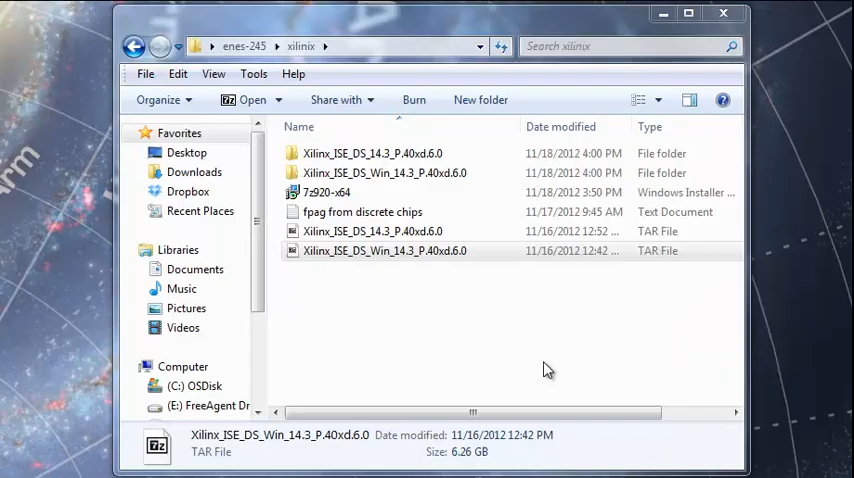 enes-245 xilinix Search xilinix
File Edit View Tools Help
Organize Open Share with Burn New folder
Name Date modified Type
Favorites
Desktop
Downloads
Dropbox
Recent Places
Libraries
Documents
Music
Pictures
Videos
Computer
(C:) OSDisk
(E:) FreeAgent Dr
Xilinx_ISE_DS_14.3_P.40xd.6.0 11/18/2012 4:00 PM File folder
Xilinx_ISE_DS_Win_14.3_P.40xd.6.0 11/18/2012 4:00 PM File folder
7z920-x64 11/18/2012 3:50 PM Windows Installer ...
fpag from discrete chips 11/17/2012 9:45 AM Text Document
Xilinx_ISE_DS_14.3_P.40xd.6.0 11/16/2012 12:52 ... TAR File
Xilinx_ISE_DS_Win_14.3_P.40xd.6.0 11/16/2012 12:42 ... TAR File
7z
Xilinx_ISE_DS_Win_14.3_P.40xd.6.0 Date modified: 11/16/2012 12:42 PM
TAR File Size: 6.26 GB
Arm